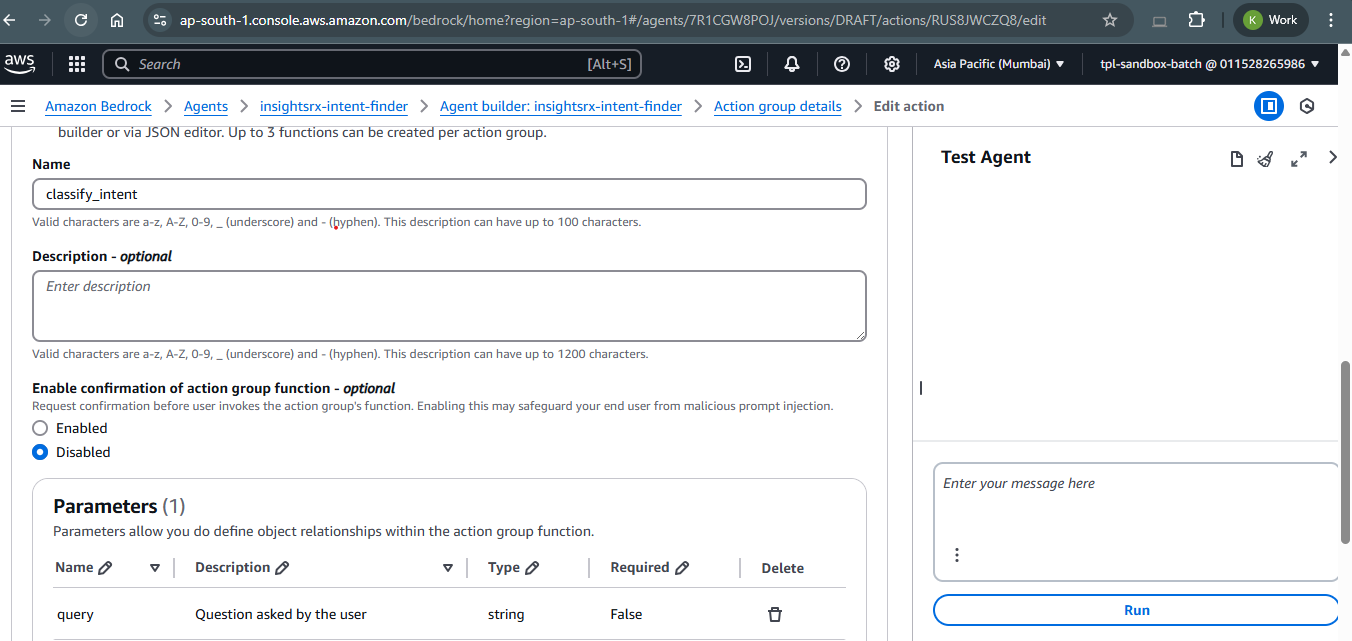 ap-south-1.console.aws.amazon.com/bedrock/home?region=ap-south-1#/agents/7R1CGW8POJ/versions/DRAFT/actions/RUS8JWCZQ8/edit
K Work
aws Search [Alt+S] Asia Pacific (Mumbai) tpl-sandbox-batch @ 011528265986
Amazon Bedrock Agents insightsrx-intent-finder Agent builder: insightsrx-intent-finder Action group details Edit action
builder or via JSON editor. Up to 3 functions can be created per action group.
Name
classify_intent
Valid characters are a-z, A-Z, 0-9, _ (underscore) and - (hyphen). This description can have up to 100 characters.
Description - optional
Enter description
Valid characters are a-z, A-Z, 0-9, _ (underscore) and - (hyphen). This description can have up to 1200 characters.
Enable confirmation of action group function - optional
Request confirmation before user invokes the action group's function. Enabling this may safeguard your end user from malicious prompt injection.
Enabled
Disabled
Parameters (1)
Parameters allow you do define object relationships within the action group function.
Name Description Type Required Delete
query Question asked by the user string False
Test Agent
Enter your message here
Run